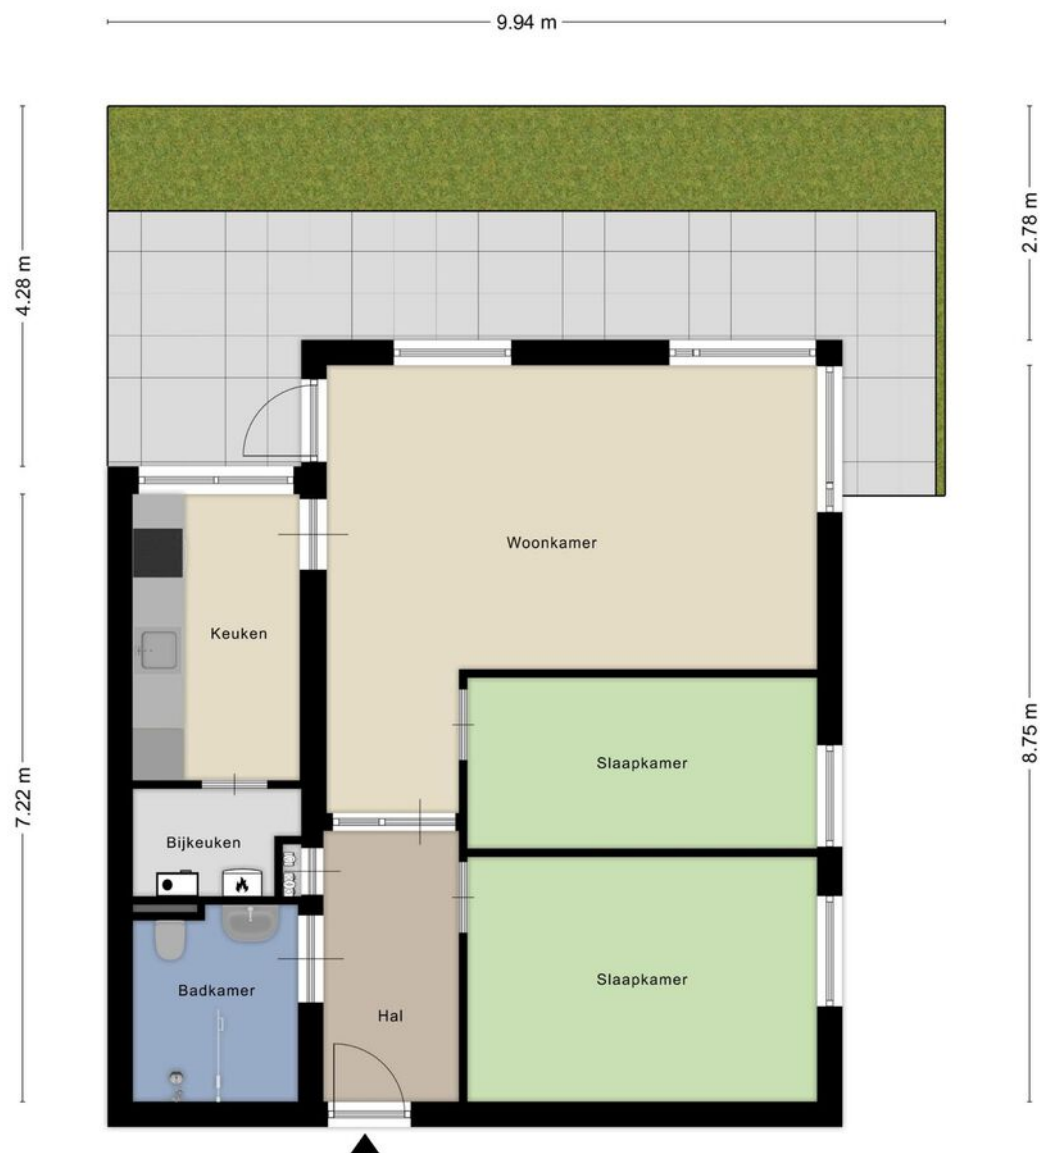 9.94 m
2.78 m
4.28 m
Woonkamer
Keuken
8.75 m
Slaapkamer
7.22 m
Bijkeuken
Slaapkamer
Badkamer
Hal